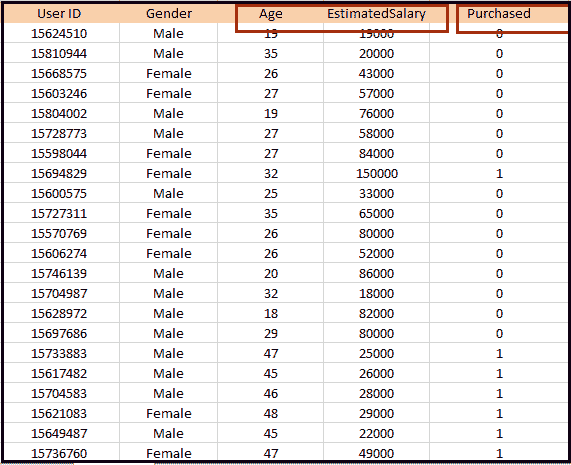 User ID Gender Age EstimatedSalary Purchased
15624510 Male 19 19000 0
15810944 Male 35 20000 0
15668575 Female 26 43000 0
15603246 Female 27 57000 0
15804002 Male 19 76000 0
15728773 Male 27 58000 0
15598044 Female 27 84000 0
15694829 Female 32 150000 1
15600575 Male 25 33000 0
15727311 Female 35 65000 0
15570769 Female 26 80000 0
15606274 Female 26 52000 0
15746139 Male 20 86000 0
15704987 Male 32 18000 0
15628972 Male 18 82000 0
15697686 Male 29 80000 0
15733883 Male 47 25000 1
15617482 Male 45 26000 1
15704583 Male 46 28000 1
15621083 Female 48 29000 1
15649487 Male 45 22000 1
15736760 Female 47 49000 1